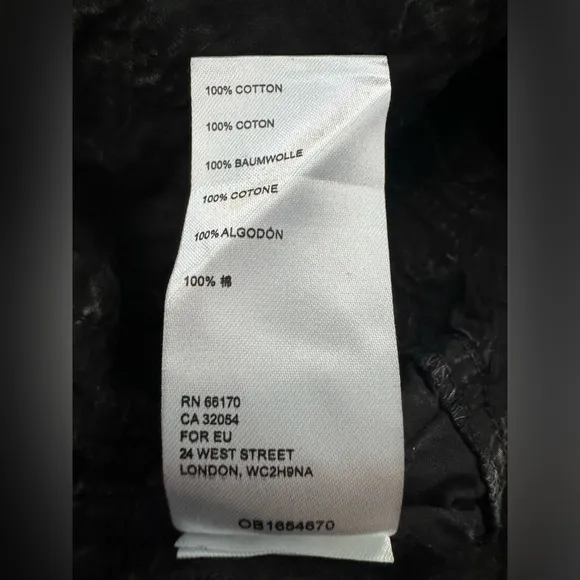 100% COTTON
100% COTON
100% BAUMWOLLE
100% COTONE
100% ALGODÓN
100% 棉
RN 66170
CA 32054
FOR EU
24 WEST STREET
LONDON, WC2H9NA
OB1654670